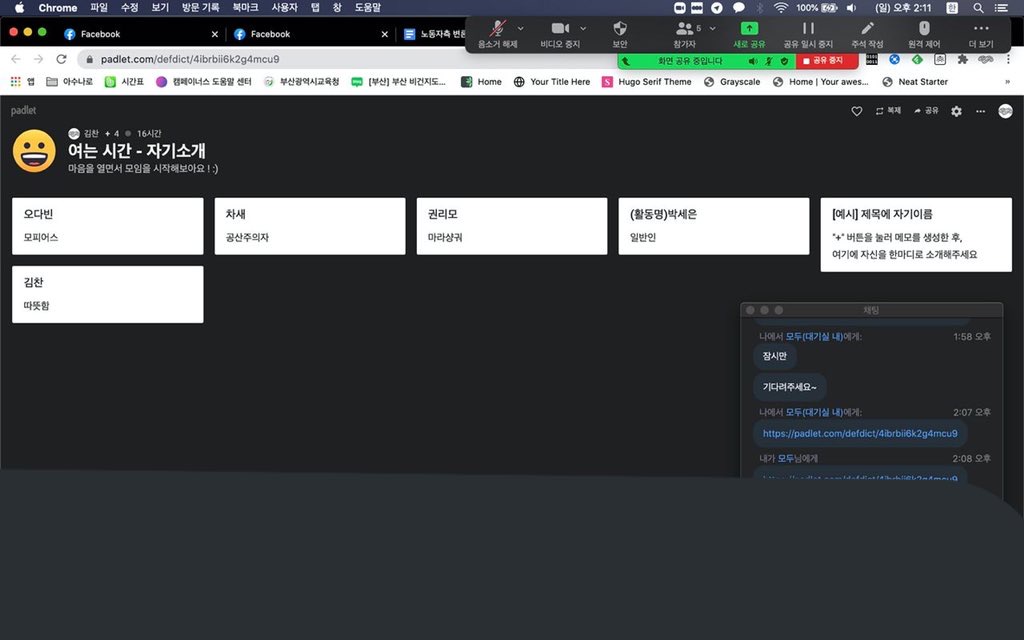 Chrome 파일 수정 보기 방문 기록 북마크 사용자 탭 창 도움말
100% (일) 오후 2:11 한
Facebook
Facebook
노동자측 변론
음소거 해제 비디오 중지 보안 참가자 5 새로 공유 공유 일시 중지 주석 작성 원격 제어 더 보기
화면 공유 중입니다 공유 중지
padlet.com/defdict/4ibrbii6k2g4mcu9
앱 아수나로 시간표 캠페이너스 도움말 센터 부산광역시교육청 [부산] 부산 비건지도... Home Your Title Here Hugo Serif Theme Grayscale Home | Your awes... Neat Starter »
padlet
복제 공유
김찬 + 4 16시간
여는 시간 - 자기소개
마음을 열면서 모임을 시작해보아요 ! :)
오다빈
모피어스
차새
공산주의자
권리모
마라샹궈
(활동명)박세은
일반인
[예시] 제목에 자기이름
"+" 버튼을 눌러 메모를 생성한 후,
여기에 자신을 한마디로 소개해주세요
김찬
따뜻함
채팅
나에서 모두(대기실 내)에게: 1:58 오후
잠시만
기다려주세요~
나에서 모두(대기실 내)에게: 2:07 오후
https://padlet.com/defdict/4ibrbii6k2g4mcu9
내가 모두님에게 2:08 오후
https://padlet.com/defdict/4ibrbii6k2g4mcu9